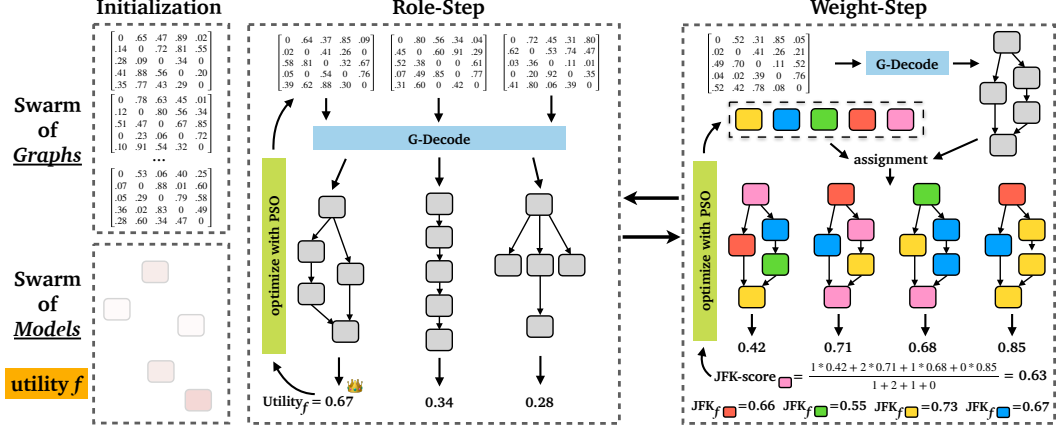 Initialization
Role-Step
Weight-Step
Swarm
of
Graphs
0 .65 .47 .89 .02
.14 0 .72 .81 .55
.28 .09 0 .34 0
.41 .88 .56 0 .20
.35 .77 .43 .29 0
0 .78 .63 .45 .01
.12 0 .80 .56 .34
.51 .47 0 .67 .85
0 .23 .06 0 .72
.10 .91 .54 .32 0
...
0 .53 .06 .40 .25
.07 0 .88 .01 .60
.05 .29 0 .79 .58
.36 .02 .83 0 .49
.28 .60 .34 .47 0
Swarm
of
Models
utility f
0 .64 .37 .85 .09
.02 0 .41 .26 0
.58 .81 0 .32 .67
.05 0 .54 0 .76
.39 .62 .88 .30 0
0 .80 .56 .34 .04
.45 0 .60 .91 .29
.52 .38 0 0 .61
.07 .49 .85 0 .77
.31 .60 0 .42 0
0 .72 .45 .31 .80
.62 0 .53 .74 .47
.03 .36 0 .11 .01
0 .20 .92 0 .35
.41 .80 .06 .39 0
G-Decode
optimize with PSO
Utility f = 0.67
0.34
0.28
0 .52 .31 .85 .05
.02 0 .41 .26 .21
.49 .70 0 .11 .52
.04 .02 .39 0 .76
.52 .42 .78 .08 0
G-Decode
assignment
optimize with PSO
0.42
0.71
0.68
0.85
JFK-score = 1*0.42 + 2*0.71 + 1*0.68 + 0*0.85 / 1+2+1+0 = 0.63
JFK f =0.66 JFK f =0.55 JFK f =0.73 JFK f =0.67